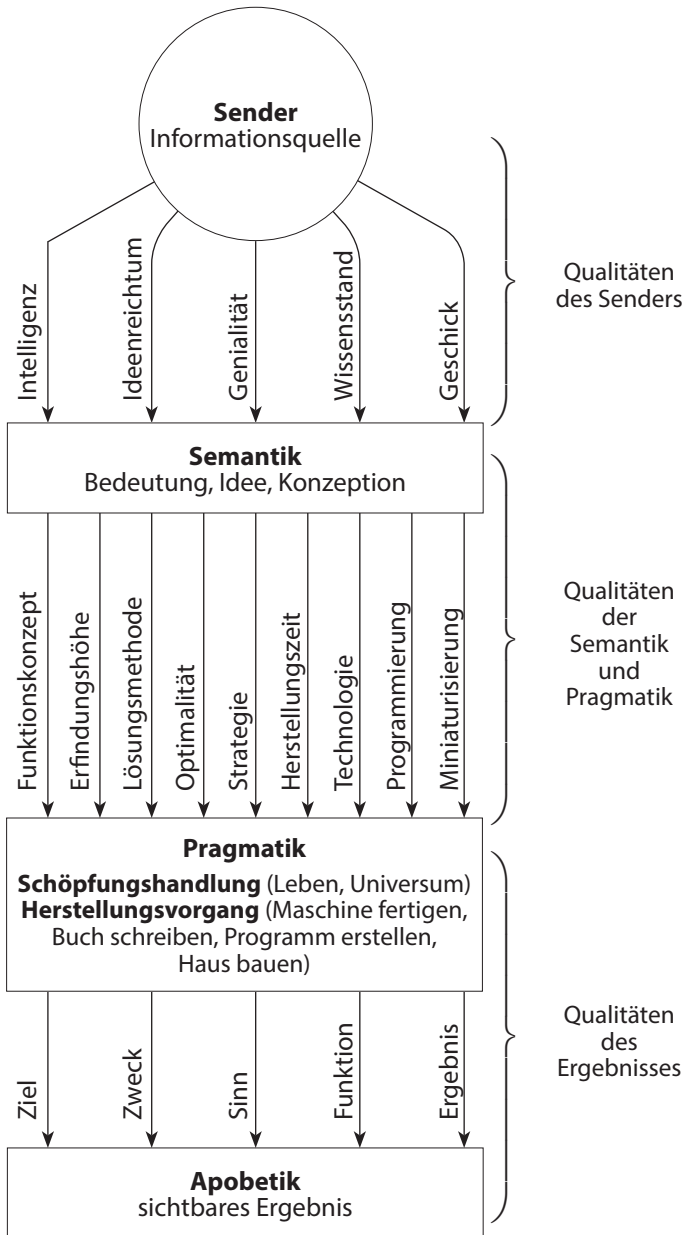 Sender
Informationsquelle
Intelligenz
Ideenreichtum
Genialität
Wissensstand
Geschick
Qualitäten
des Senders
Semantik
Bedeutung, Idee, Konzeption
Funktionskonzept
Erfindungshöhe
Lösungsmethode
Optimalität
Strategie
Herstellungszeit
Technologie
Programmierung
Miniaturisierung
Qualitäten
der
Semantik
und
Pragmatik
Pragmatik
Schöpfungshandlung (Leben, Universum)
Herstellungsvorgang (Maschine fertigen,
Buch schreiben, Programm erstellen,
Haus bauen)
Ziel
Zweck
Sinn
Funktion
Ergebnis
Qualitäten
des
Ergebnisses
Apobetik
sichtbares Ergebnis